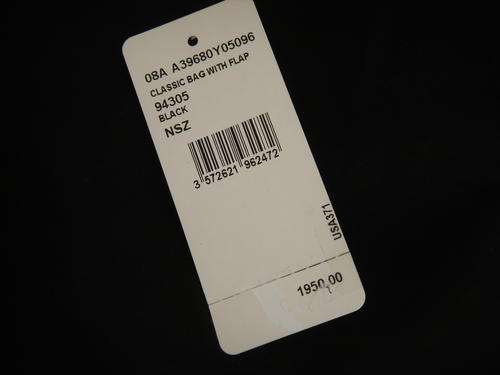 08A A39680Y05096
CLASSIC BAG WITH FLAP
94305
BLACK
NSZ
3 572621 962472
USA371
1950.00